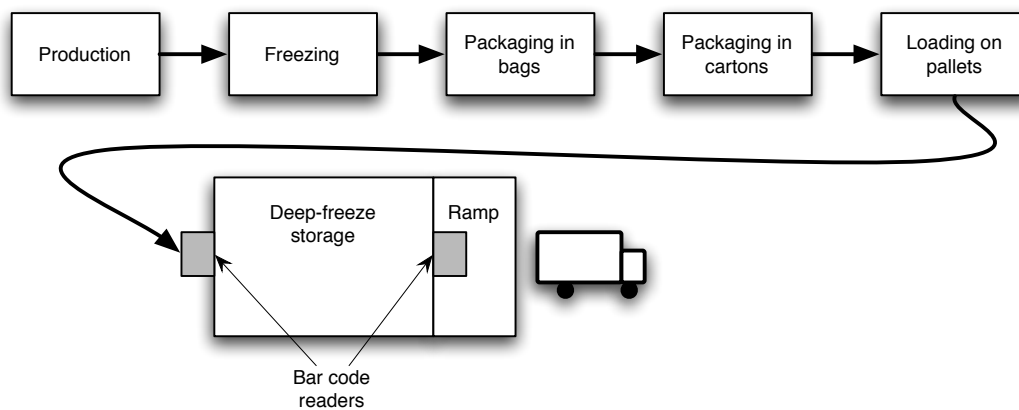 Production
Freezing
Packaging in
bags
Packaging in
cartons
Loading on
pallets
Deep-freeze
storage
Ramp
Bar code
readers